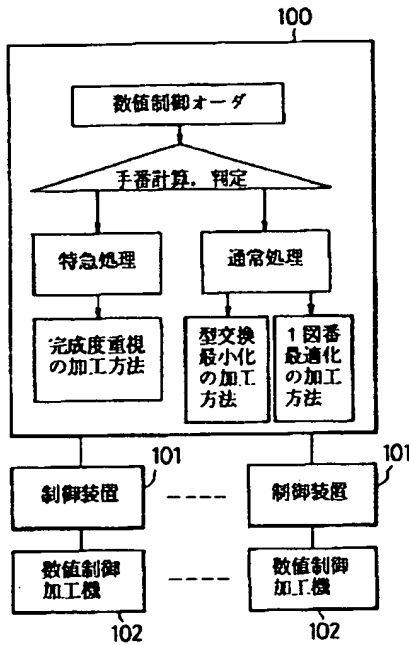 100
数値制御オーダ
手番計算．判定
特急処理
通常処理
完成度重視
の加工方法
型交換
最小化
の加工
方法
1図番
最適化
の加工
方法
101
101
制御装置
制御装置
数値制御
加工機
数値制御
加工機
102
102